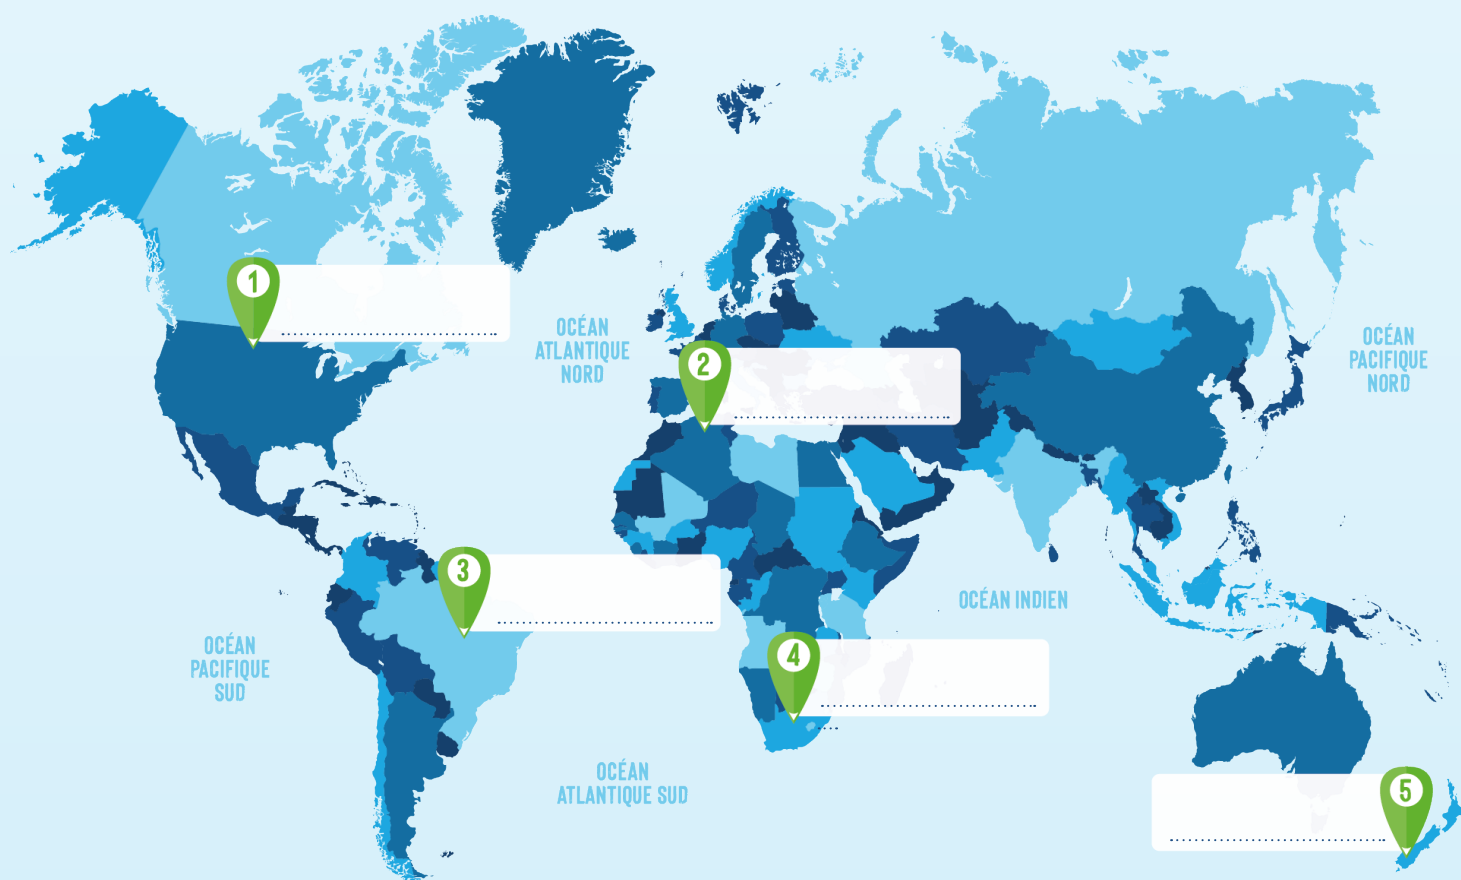 1
OCÉAN
ATLANTIQUE
NORD
OCÉAN
PACIFIQUE
NORD
2
3
OCÉAN INDIEN
OCÉAN
PACIFIQUE
SUD
4
OCÉAN
ATLANTIQUE SUD
5